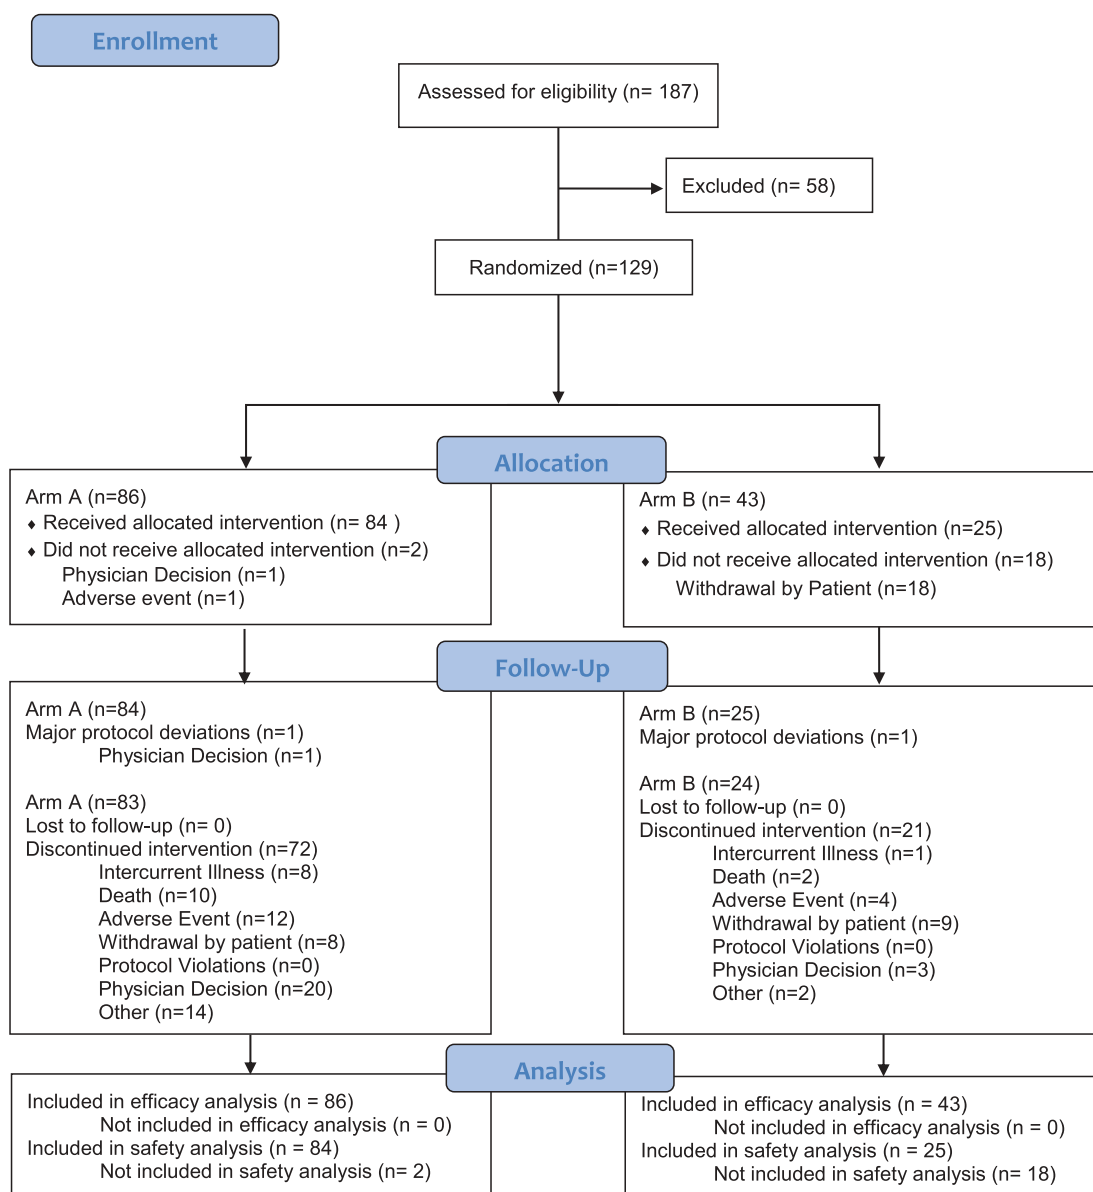 Enrollment
Assessed for eligibility (n= 187)
Excluded (n= 58)
Randomized (n=129)
Allocation
Arm A (n=86)
♦ Received allocated intervention (n= 84 )
♦ Did not receive allocated intervention (n=2)
Physician Decision (n=1)
Adverse event (n=1)
Arm B (n= 43)
♦ Received allocated intervention (n=25)
♦ Did not receive allocated intervention (n=18)
Withdrawal by Patient (n=18)
Follow-Up
Arm A (n=84)
Major protocol deviations (n=1)
Physician Decision (n=1)
Arm A (n=83)
Lost to follow-up (n= 0)
Discontinued intervention (n=72)
Intercurrent Illness (n=8)
Death (n=10)
Adverse Event (n=12)
Withdrawal by patient (n=8)
Protocol Violations (n=0)
Physician Decision (n=20)
Other (n=14)
Arm B (n=25)
Major protocol deviations (n=1)
Arm B (n=24)
Lost to follow-up (n= 0)
Discontinued intervention (n=21)
Intercurrent Illness (n=1)
Death (n=2)
Adverse Event (n=4)
Withdrawal by patient (n=9)
Protocol Violations (n=0)
Physician Decision (n=3)
Other (n=2)
Analysis
Included in efficacy analysis (n = 86)
Not included in efficacy analysis (n = 0)
Included in safety analysis (n = 84)
Not included in safety analysis (n = 2)
Included in efficacy analysis (n = 43)
Not included in efficacy analysis (n = 0)
Included in safety analysis (n = 25)
Not included in safety analysis (n = 18)